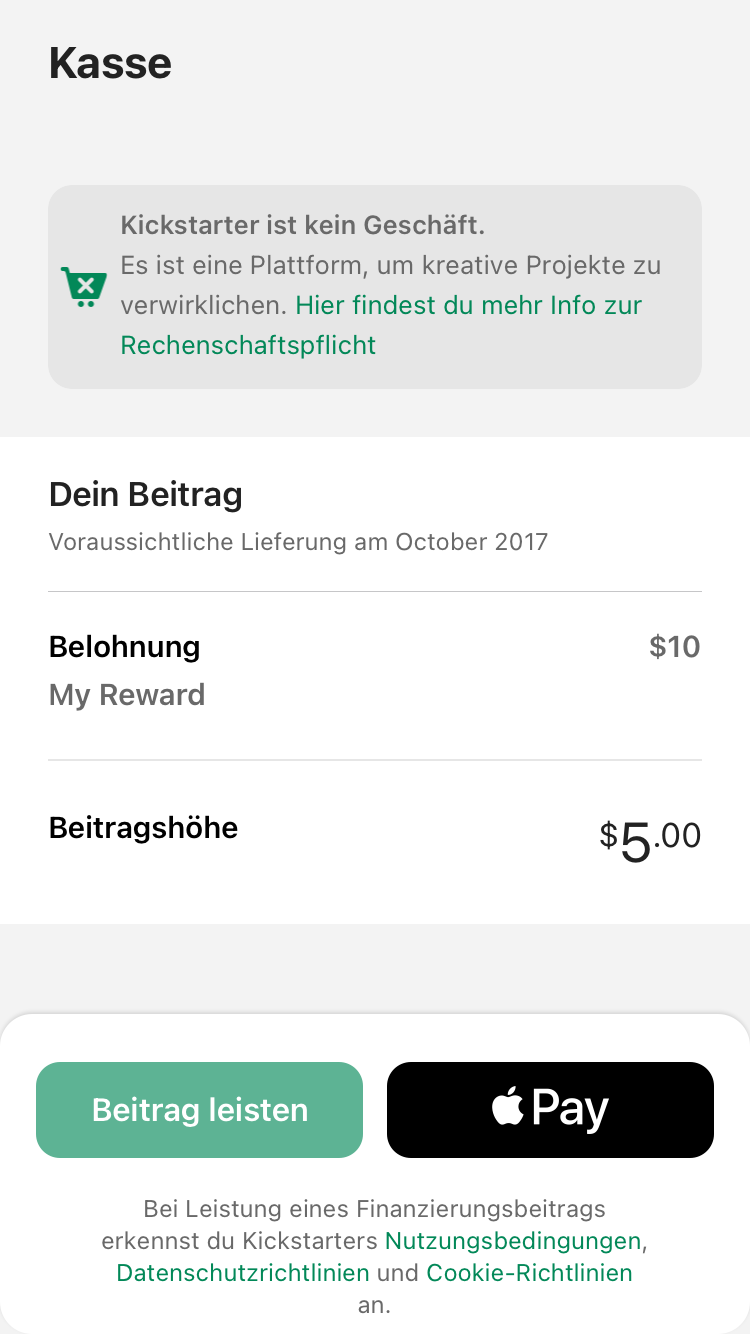 Kasse
Kickstarter ist kein Geschäft.
Es ist eine Plattform, um kreative Projekte zu
verwirklichen. Hier findest du mehr Info zur
Rechenschaftspflicht
Dein Beitrag
Voraussichtliche Lieferung am October 2017
Belohnung $10
My Reward
Beitragshöhe $5.00
Beitrag leisten Pay
Bei Leistung eines Finanzierungsbeitrags
erkennst du Kickstarters Nutzungsbedingungen,
Datenschutzrichtlinien und Cookie-Richtlinien
an.